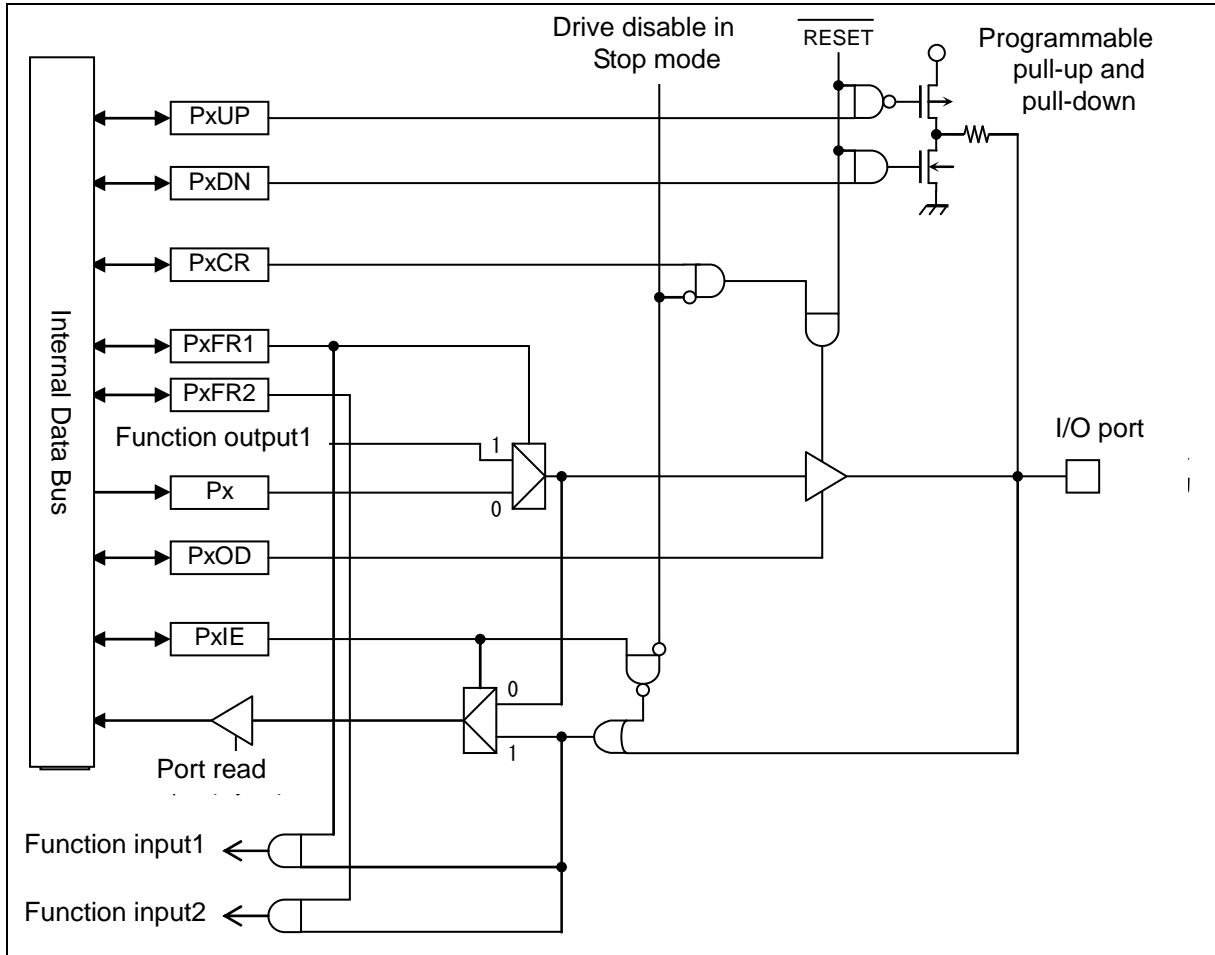 Drive disable in
Stop mode
RESET
Programmable
pull-up and
pull-down
PxUP
PxDN
PxCR
Internal Data Bus
PxFR1
PxFR2
Function output1
1
0
I/O port
Px
PxOD
PxIE
0
1
Port read
Function input1
Function input2